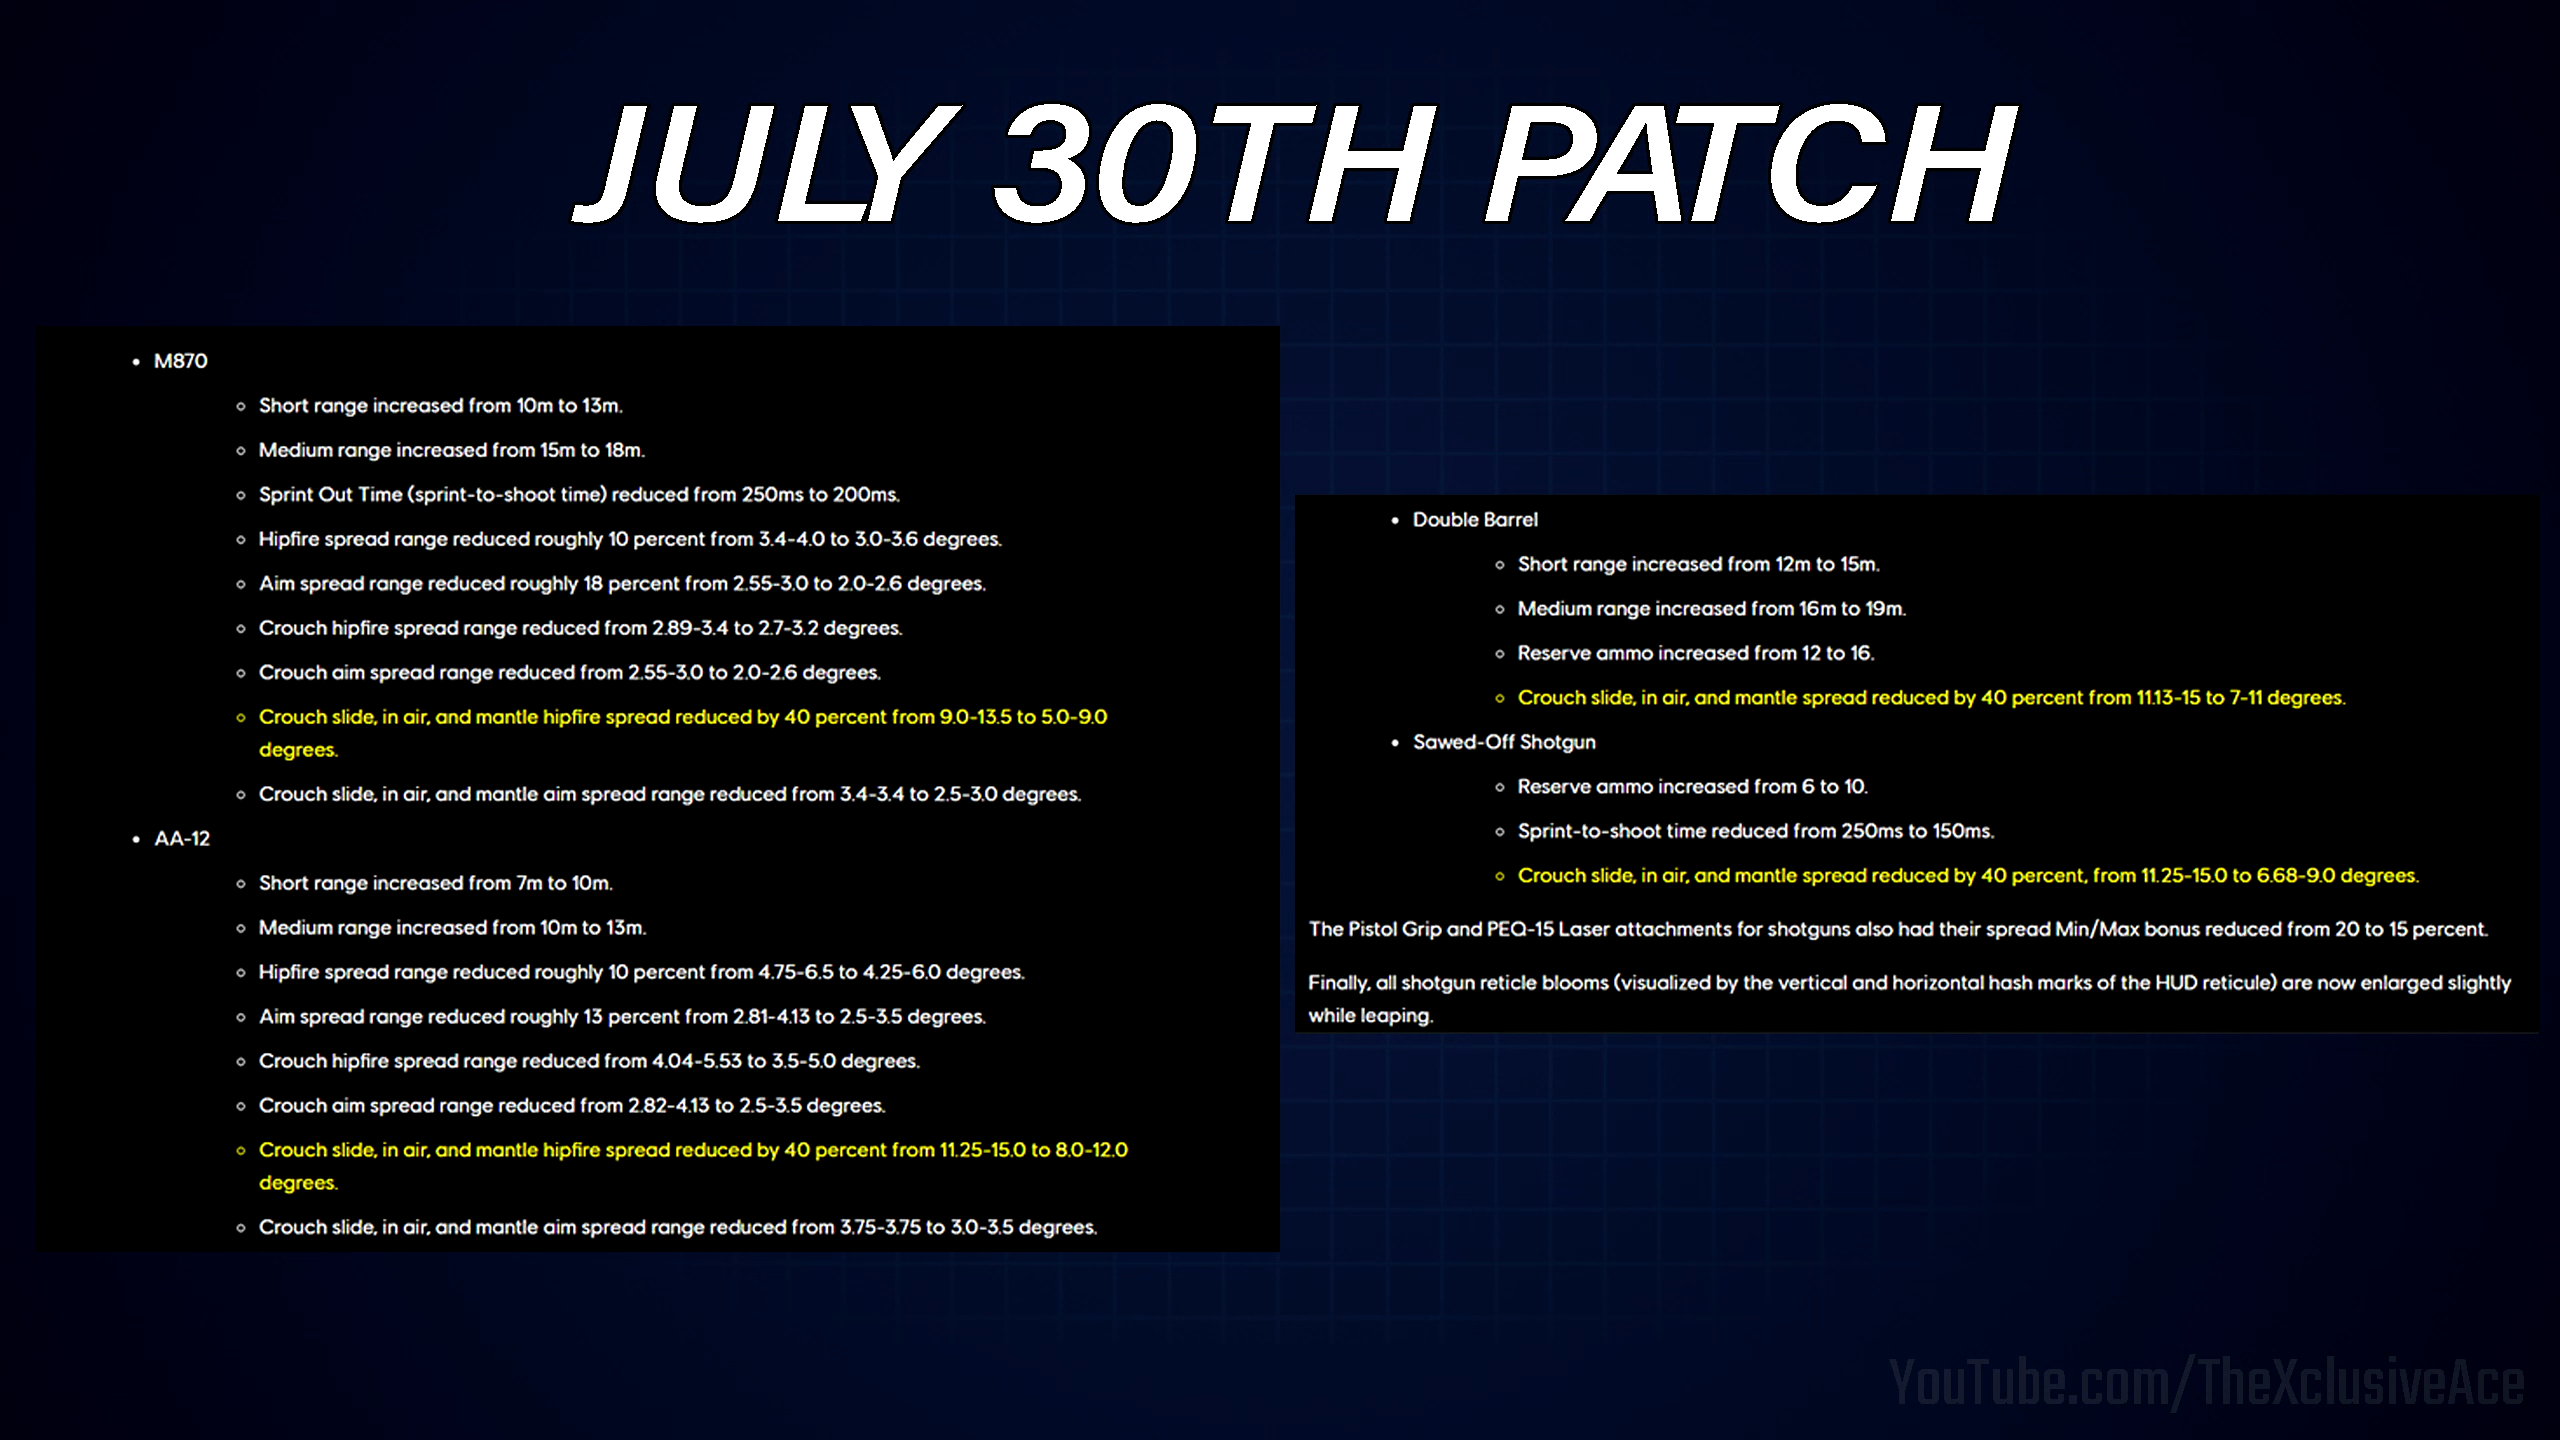 JULY 30TH PATCH
• M870
○ Short range increased from 10m to 13m.
○ Medium range increased from 15m to 18m.
○ Sprint Out Time (sprint-to-shoot time) reduced from 250ms to 200ms.
○ Hipfire spread range reduced roughly 10 percent from 3.4-4.0 to 3.0-3.6 degrees.
○ Aim spread range reduced roughly 18 percent from 2.55-3.0 to 2.0-2.6 degrees.
○ Crouch hipfire spread range reduced from 2.89-3.4 to 2.7-3.2 degrees.
○ Crouch aim spread range reduced from 2.55-3.0 to 2.0-2.6 degrees.
○ Crouch slide, in air, and mantle hipfire spread reduced by 40 percent from 9.0-13.5 to 5.0-9.0
degrees.
○ Crouch slide, in air, and mantle aim spread range reduced from 3.4-3.4 to 2.5-3.0 degrees.
• AA-12
○ Short range increased from 7m to 10m.
○ Medium range increased from 10m to 13m.
○ Hipfire spread range reduced roughly 10 percent from 4.75-6.5 to 4.25-6.0 degrees.
○ Aim spread range reduced roughly 13 percent from 2.81-4.13 to 2.5-3.5 degrees.
○ Crouch hipfire spread range reduced from 4.04-5.53 to 3.5-5.0 degrees.
○ Crouch aim spread range reduced from 2.82-4.13 to 2.5-3.5 degrees.
○ Crouch slide, in air, and mantle hipfire spread reduced by 40 percent from 11.25-15.0 to 8.0-12.0
degrees.
○ Crouch slide, in air, and mantle aim spread range reduced from 3.75-3.75 to 3.0-3.5 degrees.
• Double Barrel
○ Short range increased from 12m to 15m.
○ Medium range increased from 16m to 19m.
○ Reserve ammo increased from 12 to 16.
○ Crouch slide, in air, and mantle spread reduced by 40 percent from 11.13-15 to 7-11 degrees.
• Sawed-Off Shotgun
○ Reserve ammo increased from 6 to 10.
○ Sprint-to-shoot time reduced from 250ms to 150ms.
○ Crouch slide, in air, and mantle spread reduced by 40 percent, from 11.25-15.0 to 6.68-9.0 degrees.
The Pistol Grip and PEQ-15 Laser attachments for shotguns also had their spread Min/Max bonus reduced from 20 to 15 percent.
Finally, all shotgun reticle blooms (visualized by the vertical and horizontal hash marks of the HUD reticule) are now enlarged slightly
while leaping.
YouTube.com/TheXclusiveAce